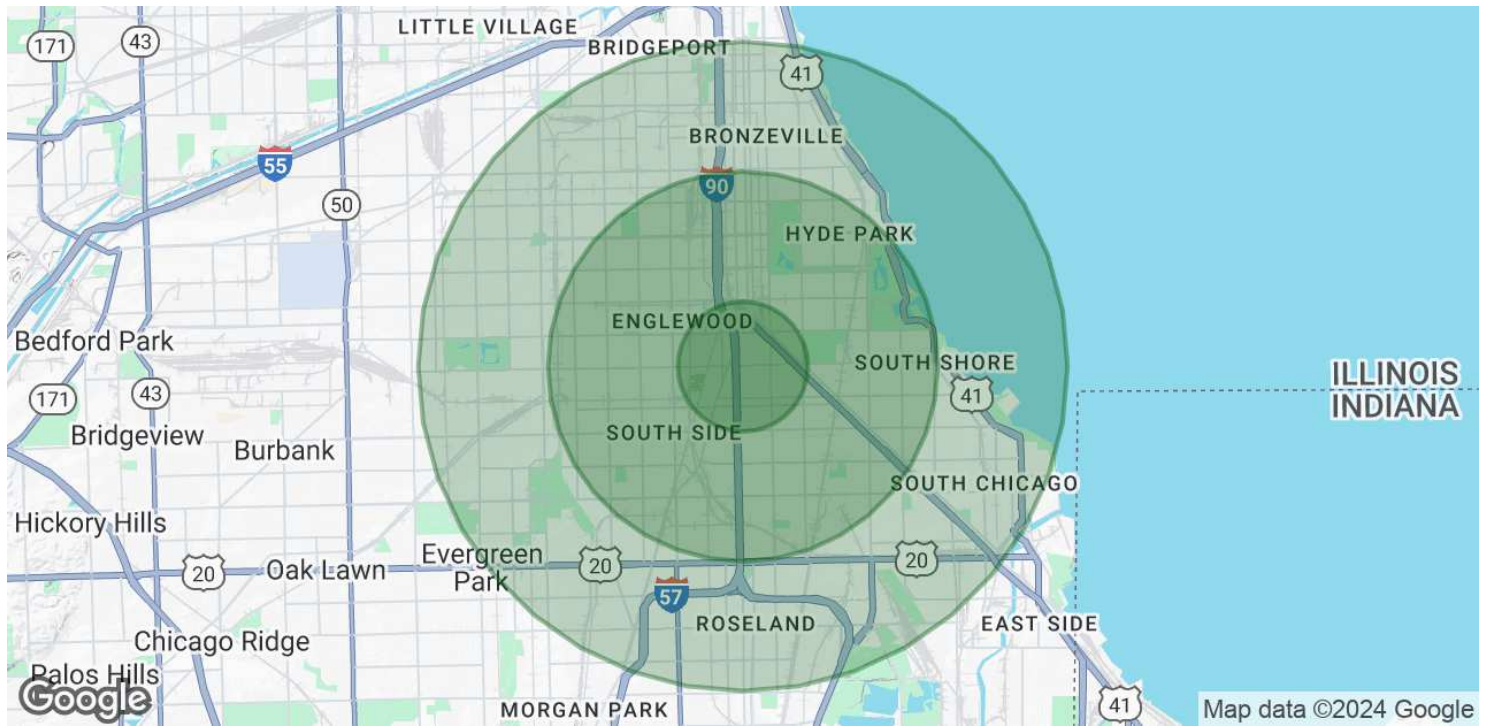 LITTLE VILLAGE
171
43
BRIDGEPORT
41
BRONZEVILLE
55
90
50
HYDE PARK
ENGLEWOOD
Bedford Park
SOUTH SHORE
ILLINOIS
INDIANA
171
43
41
Bridgeview
SOUTH SIDE
Burbank
SOUTH CHICAGO
Hickory Hills
Evergreen
Park
20
Oak Lawn
20
20
57
ROSELAND
EAST SIDE
Chicago Ridge
Palos Hills
Google
MORGAN PARK
41
Map data ©2024 Google